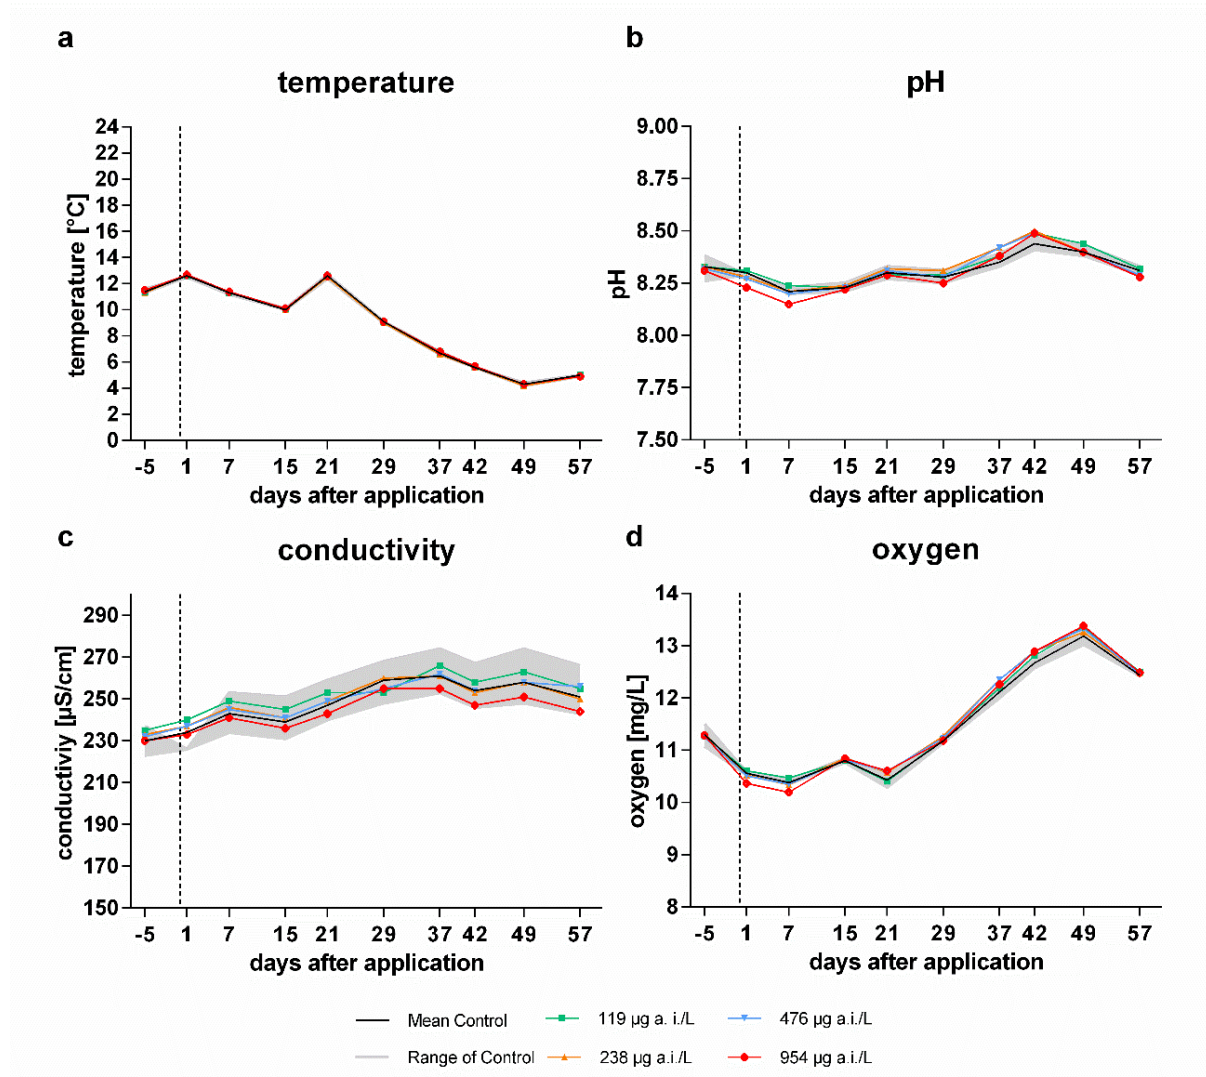 a
temperature
24
22
20
18
16
14
12
10
8
6
4
2
0
temperature [°C]
-5 1 7 15 21 29 37 42 49 57
days after application
b
pH
9.00
8.75
8.50
8.25
8.00
7.75
7.50
pH
-5 1 7 15 21 29 37 42 49 57
days after application
c
conductivity
290
270
250
230
210
190
170
150
conductiviy [µS/cm]
-5 1 7 15 21 29 37 42 49 57
days after application
d
oxygen
14
13
12
11
10
9
8
oxygen [mg/L]
-5 1 7 15 21 29 37 42 49 57
days after application
Mean Control 119 µg a. i./L 476 µg a.i./L
Range of Control 238 µg a.i./L 954 µg a.i./L